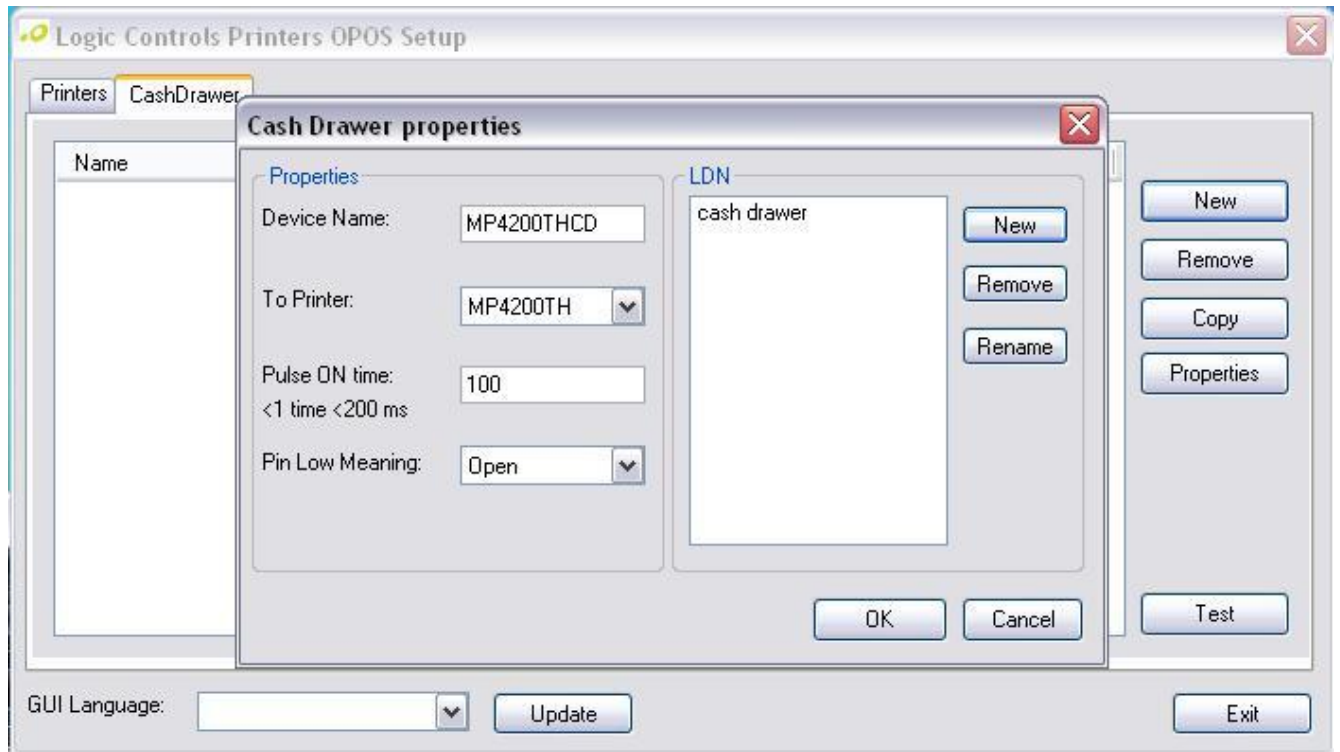 Logic Controls Printers OPOS Setup
Printers CashDrawer
Name
New
Remove
Copy
Properties
Test
Cash Drawer properties
Properties
Device Name: MP4200THCD
To Printer: MP4200TH
Pulse ON time: 100
<1 time <200 ms
Pin Low Meaning: Open
LDN
cash drawer
New
Remove
Rename
OK Cancel
GUI Language: Update Exit